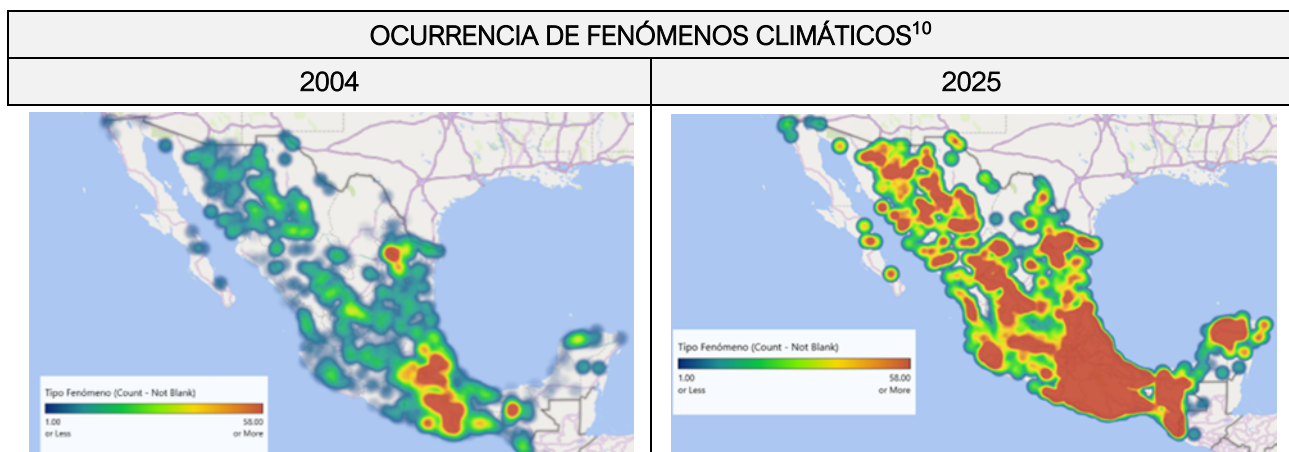 OCURRENCIA DE FENÓMENOS CLIMÁTICOS¹⁰
2004
2025
Tipo Fenómeno (Count - Not Blank)
1.00
58.00
or Less
or More
Tipo Fenómeno (Count - Not Blank)
1.00
58.00
or Less
or More